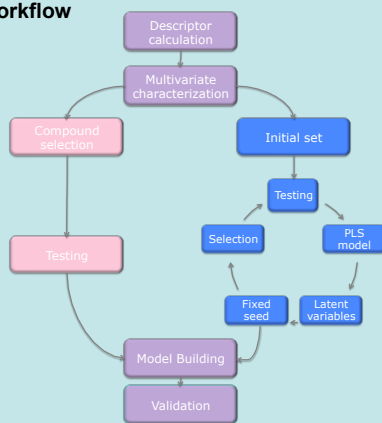 orkflow
Descriptor
calculation
Multivariate
characterization
Compound
selection
Initial set
Testing
Selection
PLS
model
Testing
Fixed
seed
Latent
variables
Model Building
Validation